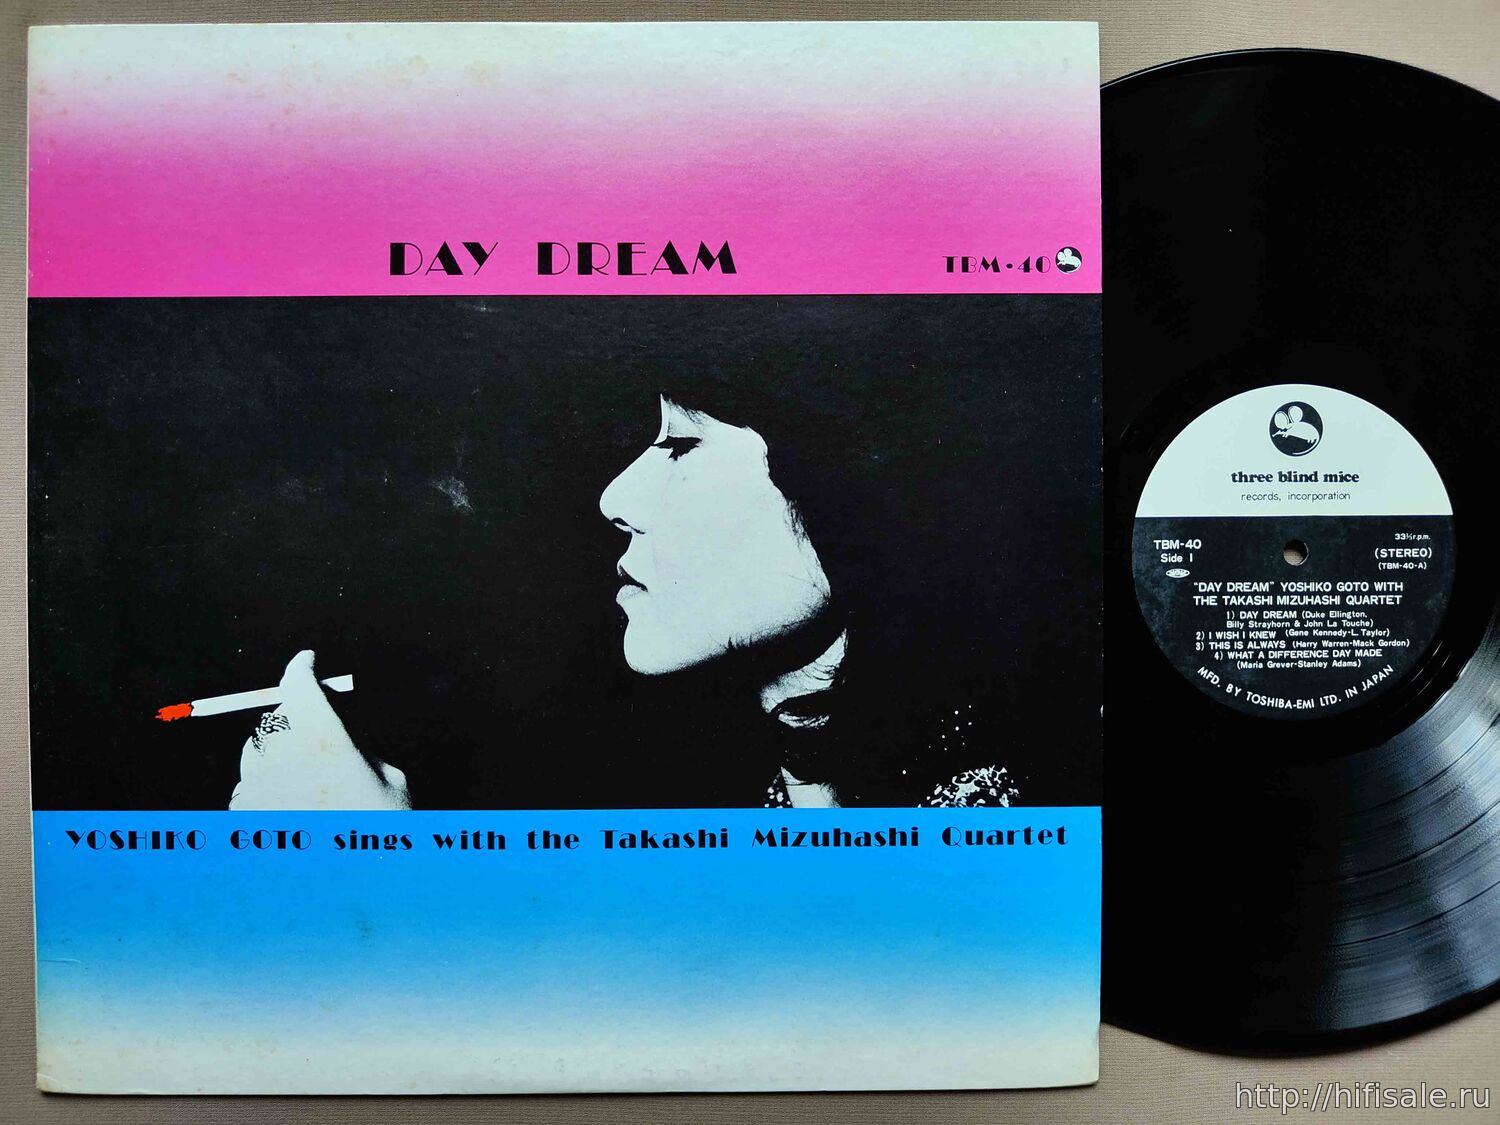 DAY DREAM
TBM•40
YOSHIKO GOTO sings with the Takashi Mizuhashi Quartet
three blind mice
records, incorporation
33⅓r.p.m.
TBM-40
(STEREO)
Side 1
(TBM-40-A)
"DAY DREAM" YOSHIKO GOTO WITH
THE TAKASHI MIZUHASHI QUARTET
1) DAY DREAM (Duke Ellington,
Billy Strayhorn & John La Touche)
2) I WISH I KNEW (Gene Kennedy-L. Taylor)
3) THIS IS ALWAYS (Harry Warren-Mack Gordon)
4) WHAT A DIFFERENCE DAY MADE
(Maria Grever-Stanley Adams)
MFD. BY TOSHIBA-EMI LTD. IN JAPAN
http://hifisale.ru